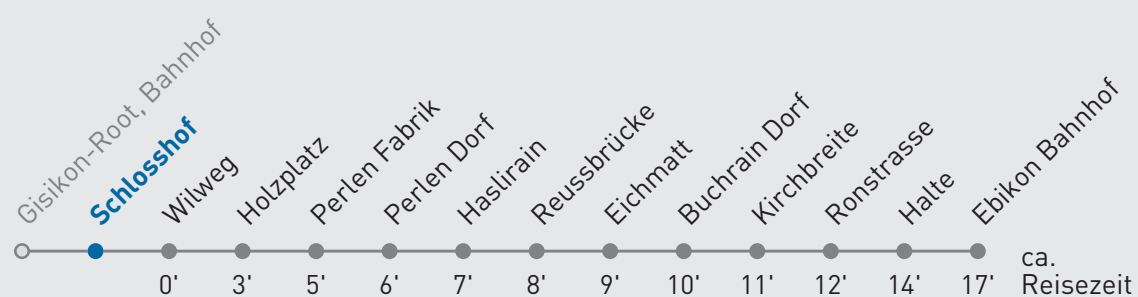 Gisikon-Root, Bahnhof
Schlosshof
Wilweg
Holzplatz
Perlen Fabrik
Perlen Dorf
Haslirain
Reussbrücke
Eichmatt
Buchrain Dorf
Kirchbreite
Ronstrasse
Halte
Ebikon Bahnhof
0' 3' 5' 6' 7' 8' 9' 10' 11' 12' 14' 17'
ca.
Reisezeit